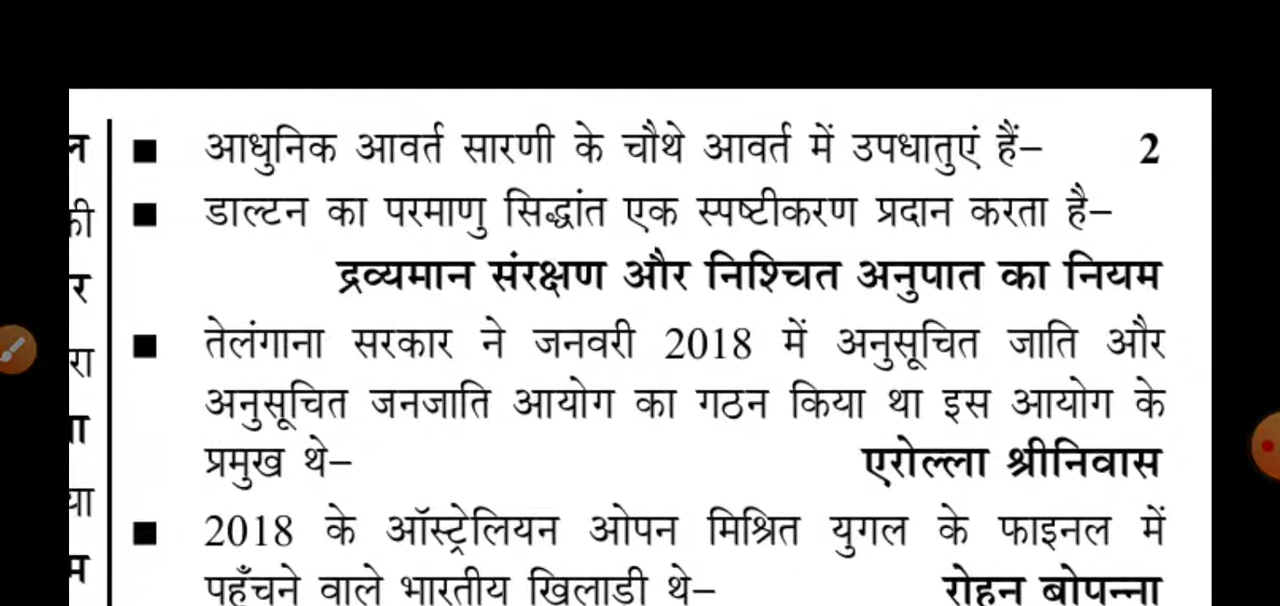 ■ आधुनिक आवर्त सारणी के चौथे आवर्त में उपधातुएं हैं– 2
■ डाल्टन का परमाणु सिद्धांत एक स्पष्टीकरण प्रदान करता है–
द्रव्यमान संरक्षण और निश्चित अनुपात का नियम
■ तेलंगाना सरकार ने जनवरी 2018 में अनुसूचित जाति और
अनुसूचित जनजाति आयोग का गठन किया था इस आयोग के
प्रमुख थे– एरोल्ला श्रीनिवास
■ 2018 के ऑस्ट्रेलियन ओपन मिश्रित युगल के फाइनल में
पहुँचने वाले भारतीय खिलाडी थे– रोहन बोपन्ना